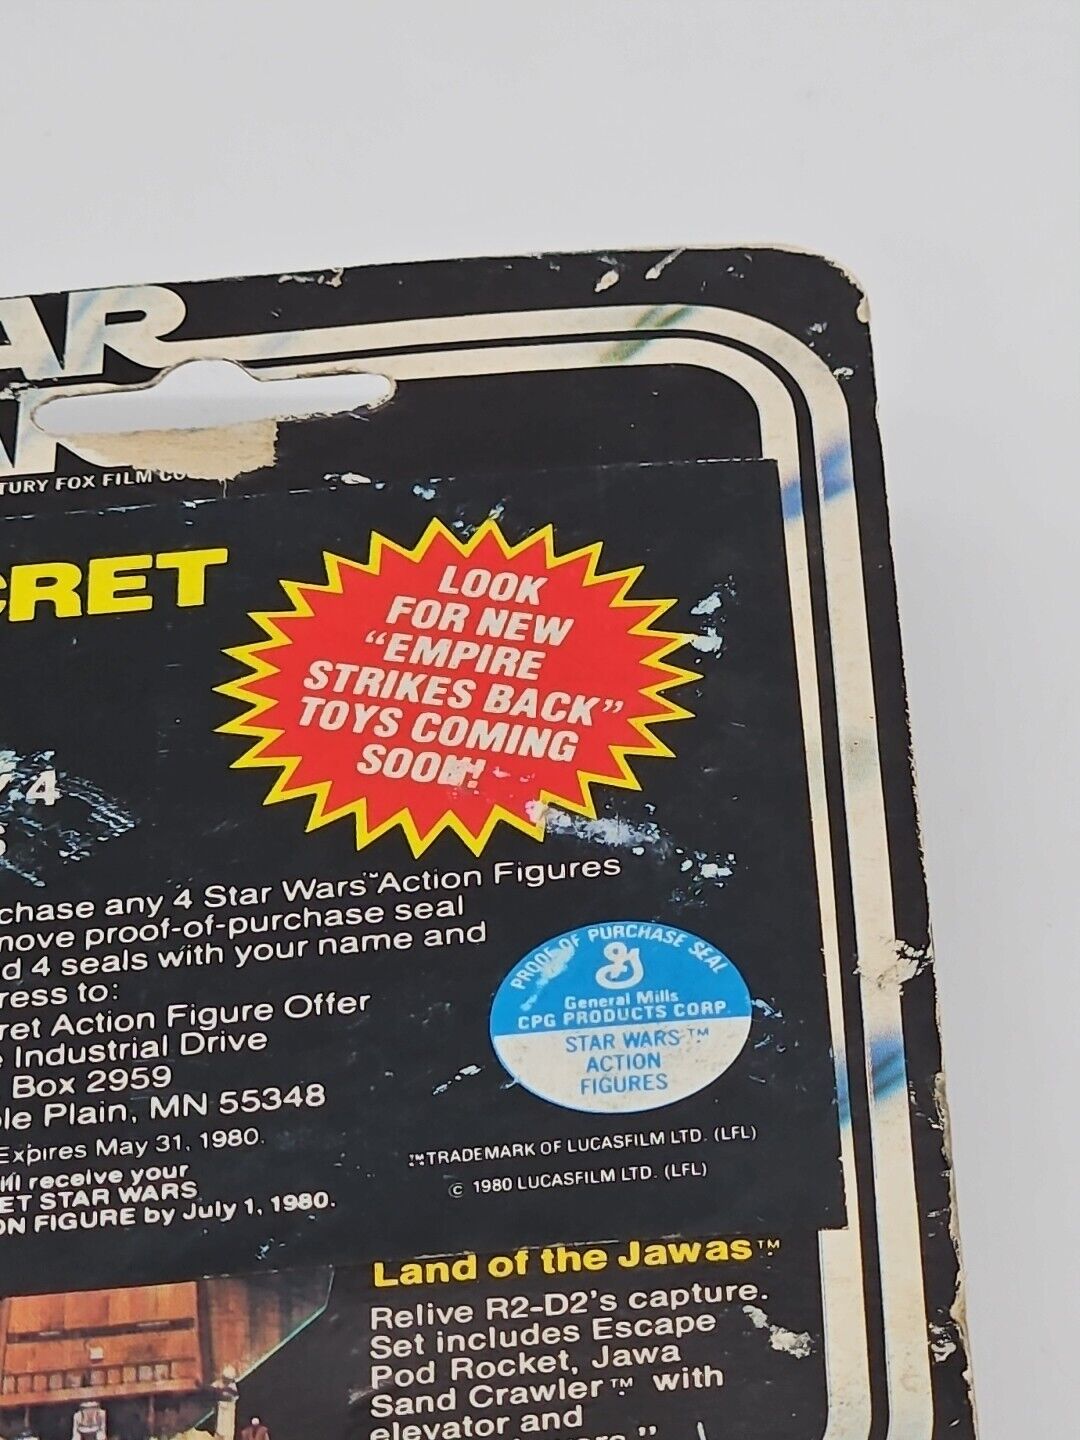 AR
TURY FOX FILM CO
CRET
LOOK
FOR NEW
"EMPIRE
STRIKES BACK"
TOYS COMING
SOON!
4
chase any 4 Star Wars™ Action Figures
move proof-of-purchase seal
d 4 seals with your name and
ress to:
ret Action Figure Offer
Industrial Drive
Box 2959
ple Plain, MN 55348
Expires May 31, 1980.
ill receive your
ET STAR WARS
ON FIGURE by July 1, 1980.
PROOF OF PURCHASE SEAL
G
General Mills
CPG PRODUCTS CORP.
STAR WARS™
ACTION
FIGURES
™TRADEMARK OF LUCASFILM LTD. (LFL)
© 1980 LUCASFILM LTD. (LFL)
Land of the Jawas™
Relive R2-D2's capture.
Set includes Escape
Pod Rocket, Jawa
Sand Crawler™ with
elevator and